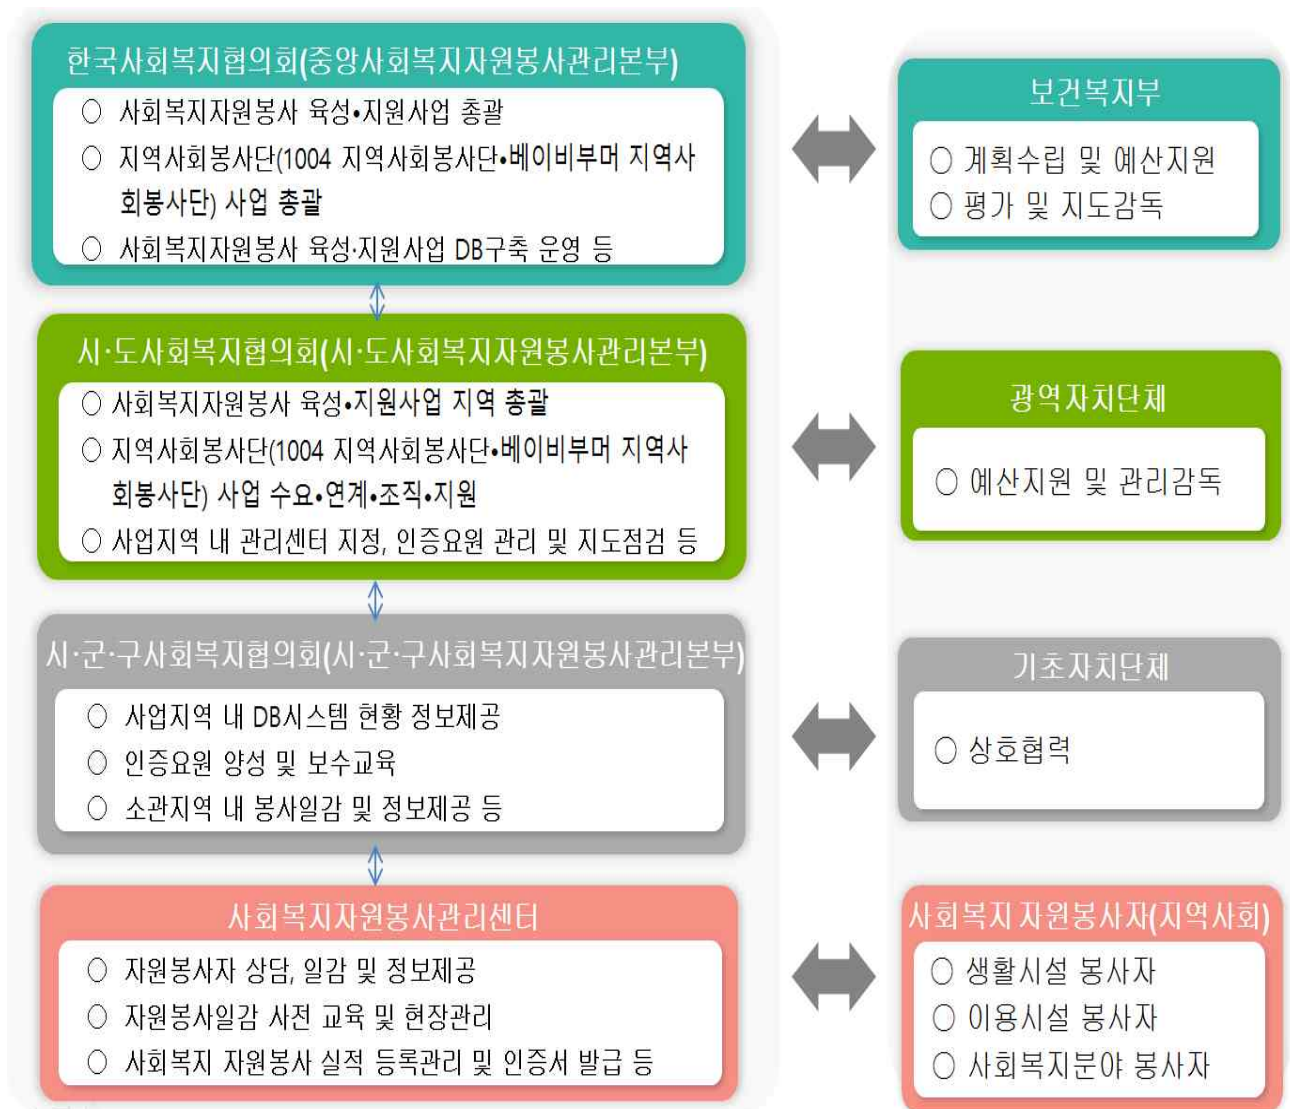 한국사회복지협의회(중앙사회복지자원봉사관리본부)
○ 사회복지자원봉사 육성•지원사업 총괄
○ 지역사회봉사단(1004 지역사회봉사단•베이비부머 지역사
회봉사단) 사업 총괄
○ 사회복지자원봉사 육성·지원사업 DB구축 운영 등
보건복지부
○ 계획수립 및 예산지원
○ 평가 및 지도감독
시·도사회복지협의회(시·도사회복지자원봉사관리본부)
○ 사회복지자원봉사 육성•지원사업 지역 총괄
○ 지역사회봉사단(1004 지역사회봉사단•베이비부머 지역사
회봉사단) 사업 수요•연계•조직•지원
○ 사업지역 내 관리센터 지정, 인증요원 관리 및 지도점검 등
광역자치단체
○ 예산지원 및 관리감독
시·군·구사회복지협의회(시·군·구사회복지자원봉사관리본부)
○ 사업지역 내 DB시스템 현황 정보제공
○ 인증요원 양성 및 보수교육
○ 소관지역 내 봉사일감 및 정보제공 등
기초자치단체
○ 상호협력
사회복지자원봉사관리센터
○ 자원봉사자 상담, 일감 및 정보제공
○ 자원봉사일감 사전 교육 및 현장관리
○ 사회복지 자원봉사 실적 등록관리 및 인증서 발급 등
사회복지 자원봉사자(지역사회)
○ 생활시설 봉사자
○ 이용시설 봉사자
○ 사회복지분야 봉사자